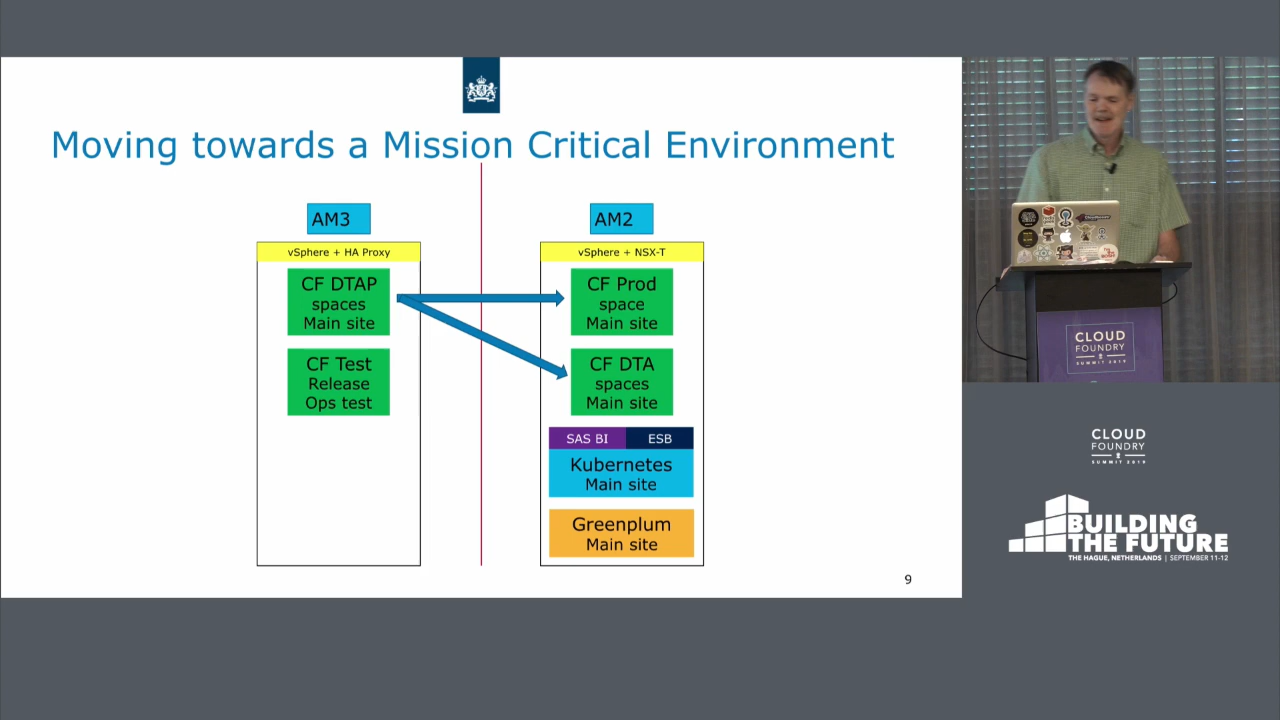 Moving towards a Mission Critical Environment
AM3
vSphere + HA Proxy
CF DTAP
spaces
Main site
CF Test
Release
Ops test
AM2
vSphere + NSX-T
CF Prod
space
Main site
CF DTA
spaces
Main site
SAS BI
ESB
Kubernetes
Main site
Greenplum
Main site
9
CLOUD
FOUNDRY
SUMMIT 2019
CLOUD
FOUNDRY
SUMMIT 2019
BUILDING
THE FUTURE
THE HAGUE, NETHERLANDS | SEPTEMBER 11-12